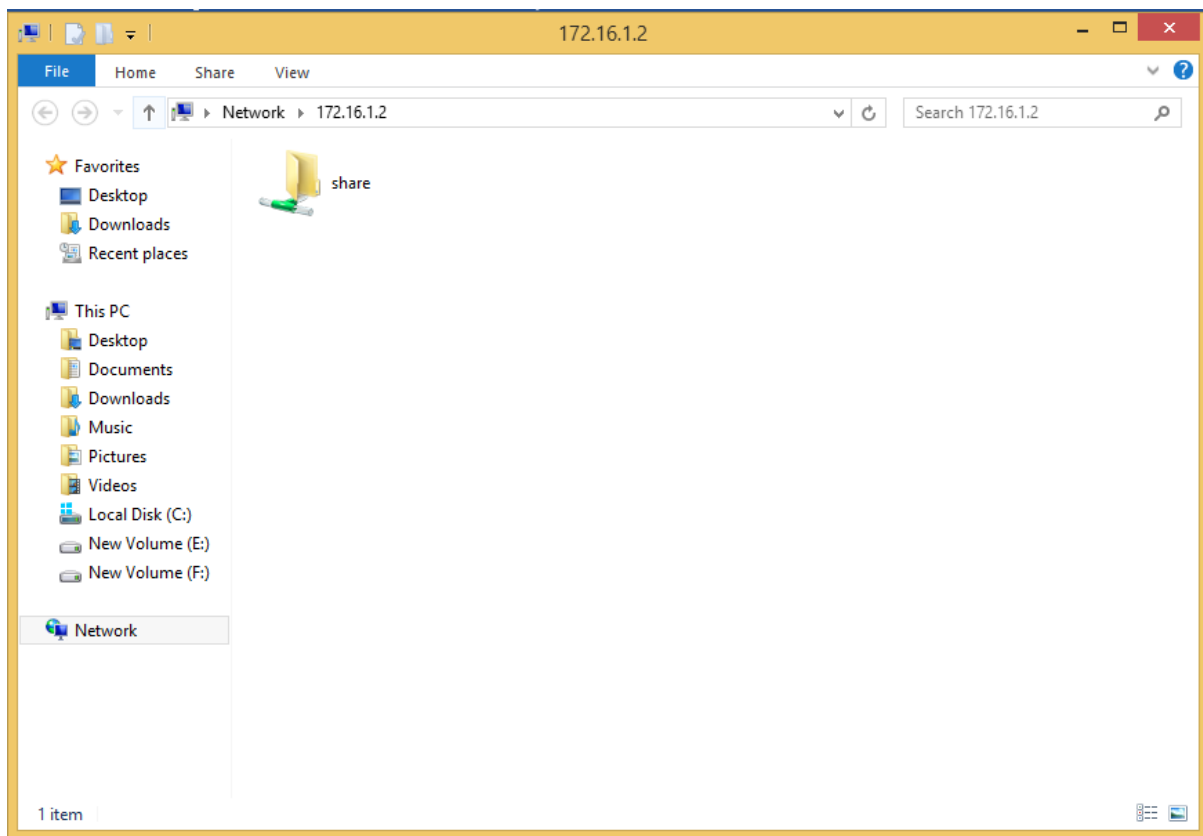 172.16.1.2
File Home Share View
Network 172.16.1.2
Search 172.16.1.2
Favorites
Desktop
Downloads
Recent places
This PC
Desktop
Documents
Downloads
Music
Pictures
Videos
Local Disk (C:)
New Volume (E:)
New Volume (F:)
Network
share
1 item